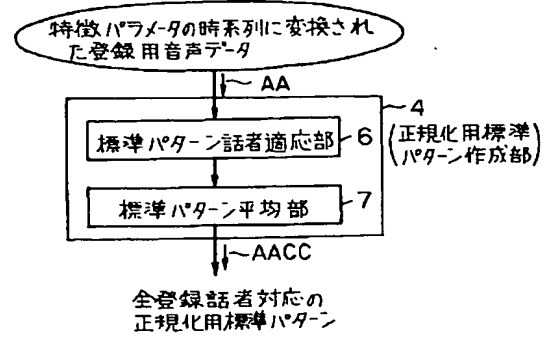 特徴パラメータの時系列に変換され
た登録用音声データ
AA
4
標準パターン話者適応部
6
(正規化用標準
パターン作成部)
標準パターン平均部
7
AACC
全登録話者対応の
正規化用標準パターン